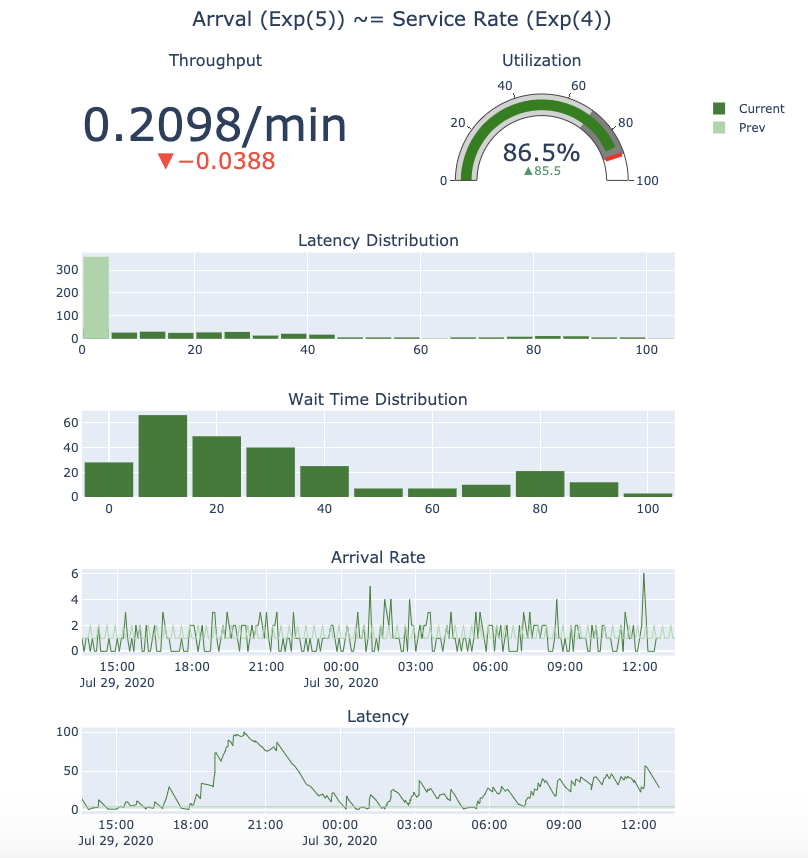 Arrval (Exp(5)) ~= Service Rate (Exp(4))
Throughput
Utilization
0.2098/min
▼−0.0388
0
20
40
60
80
100
86.5%
▲85.5
Current
Prev
Latency Distribution
300
200
100
0
0 20 40 60 80 100
Wait Time Distribution
60
40
20
0
0 20 40 60 80 100
Arrival Rate
6
4
2
0
15:00 18:00 21:00 00:00 03:00 06:00 09:00 12:00
Jul 29, 2020 Jul 30, 2020
Latency
100
50
0
15:00 18:00 21:00 00:00 03:00 06:00 09:00 12:00
Jul 29, 2020 Jul 30, 2020